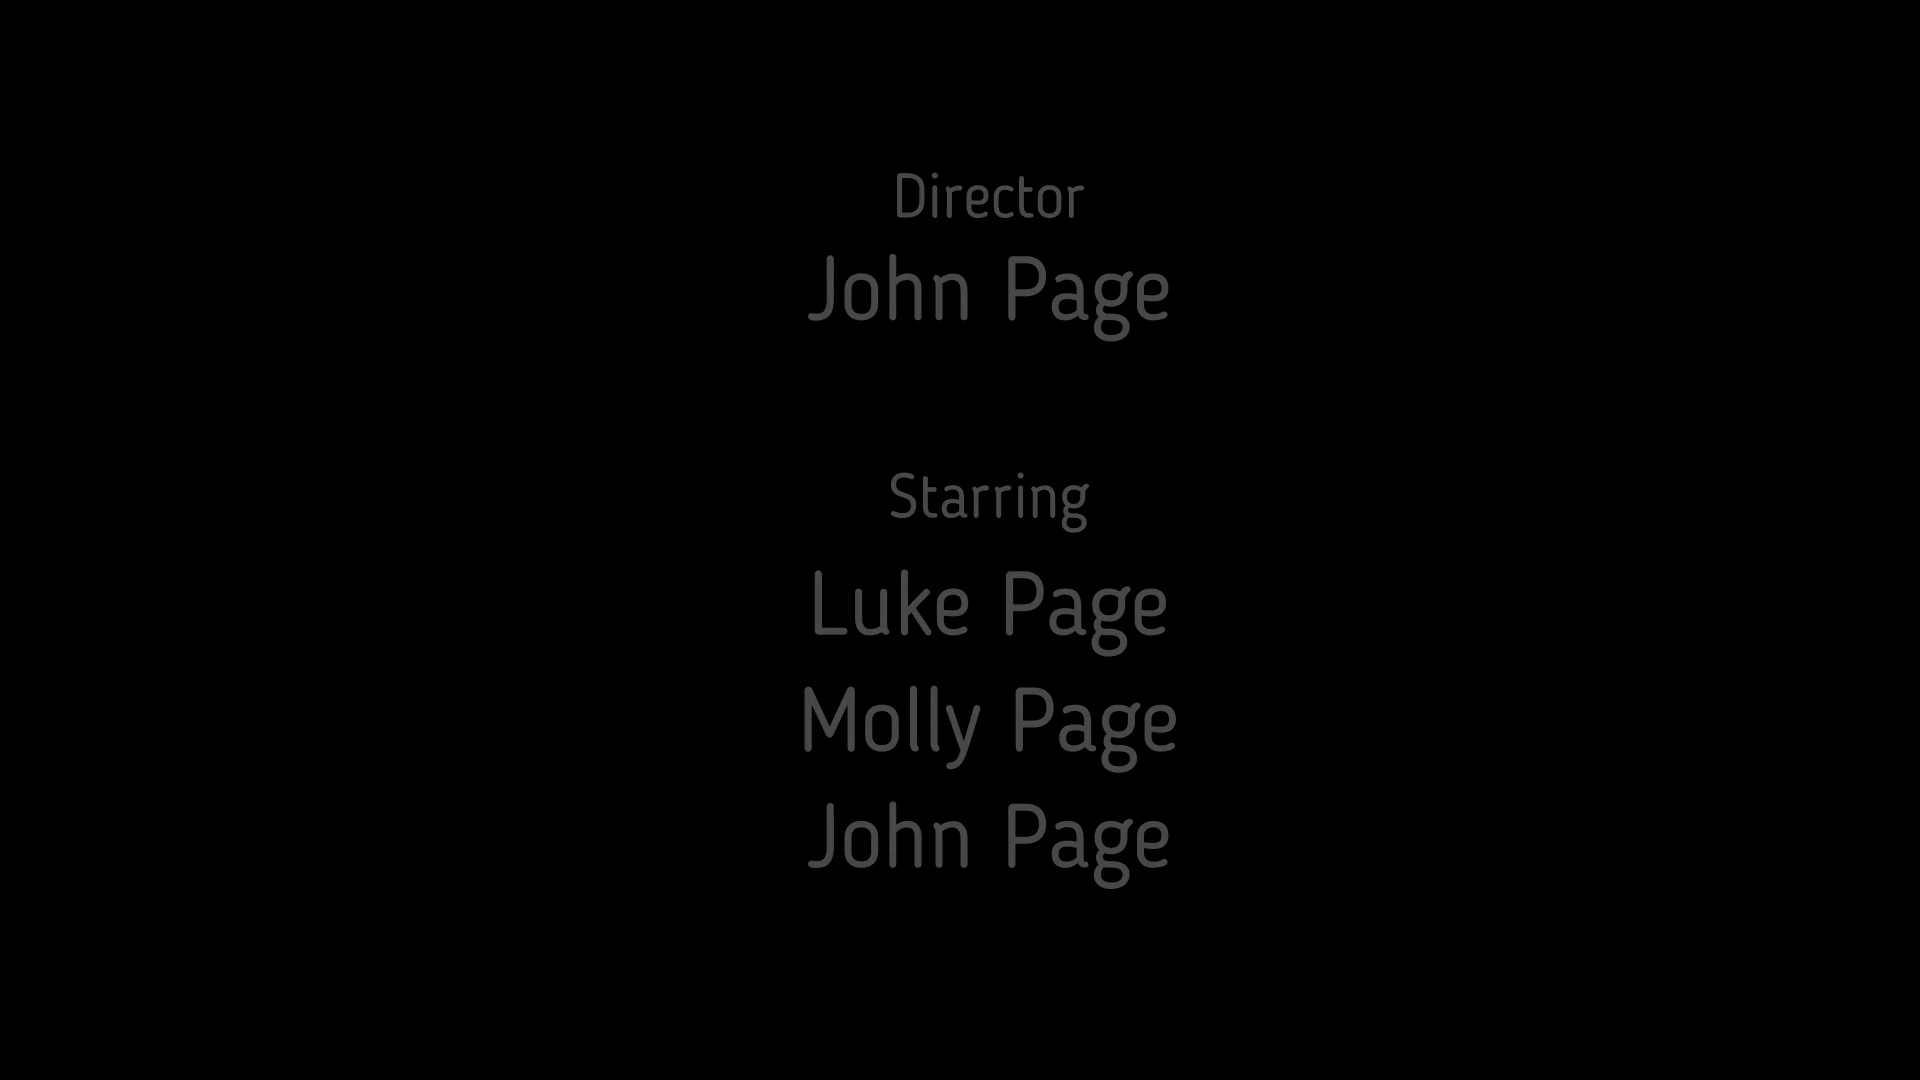 Director
John Page
Starring
Luke Page
Molly Page
John Page